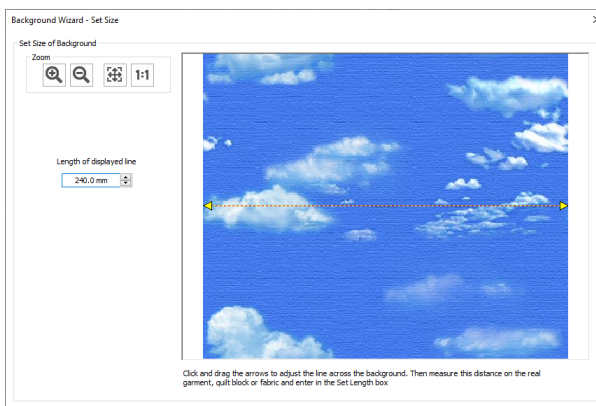 Background Wizard - Set Size
Set Size of Background
Zoom
1:1
Length of displayed line
240.0 mm
Click and drag the arrows to adjust the line across the background. Then measure this distance on the real
garment, quilt block or fabric and enter in the Set Length box